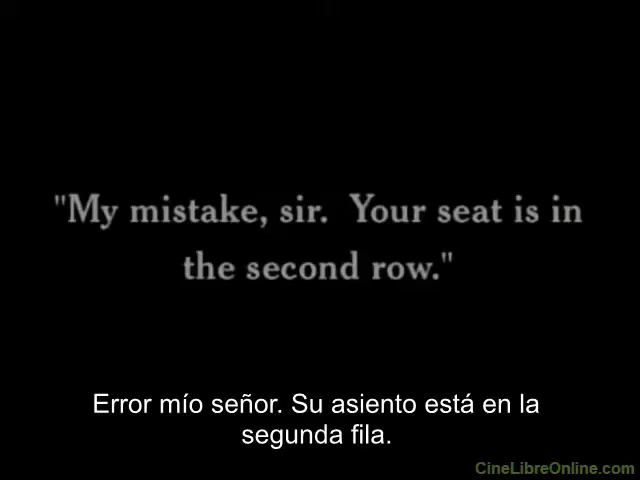 "My mistake, sir. Your seat is in
the second row."
Error mío señor. Su asiento está en la
segunda fila.
CineLibreOnline.com